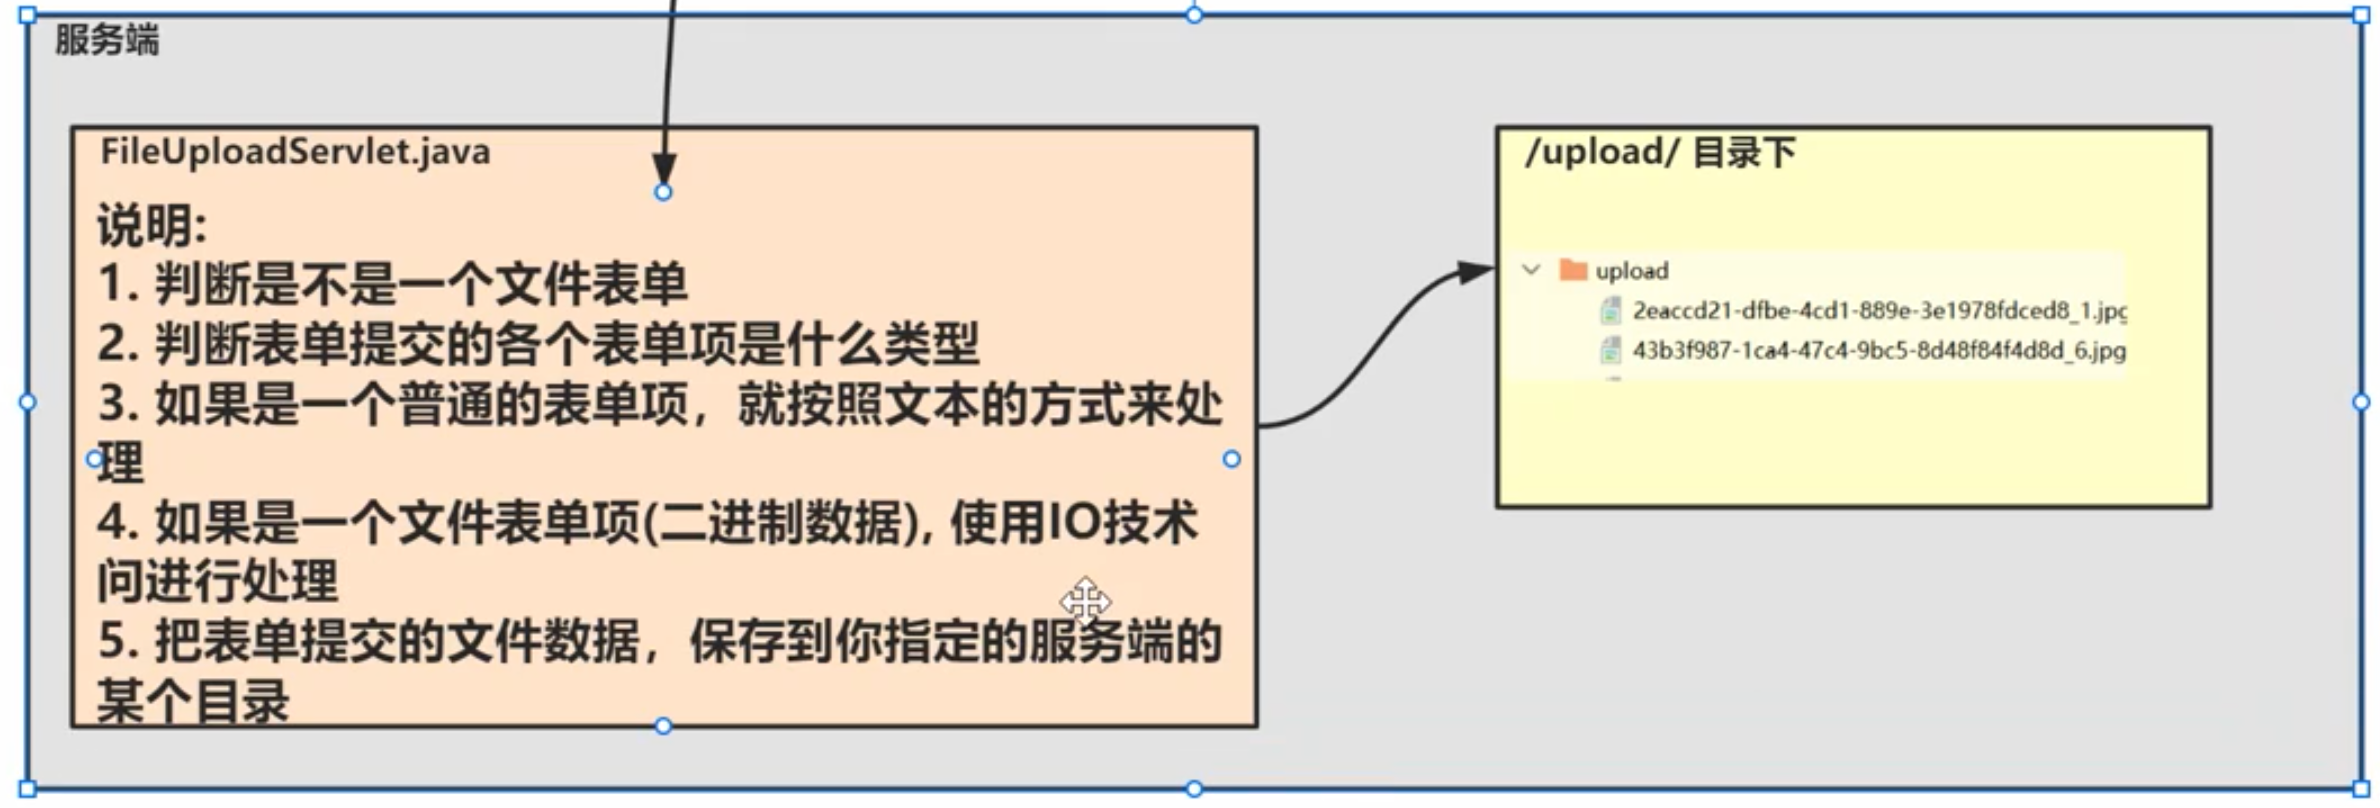 服务端
FileUploadServlet.java
说明:
1. 判断是不是一个文件表单
2. 判断表单提交的各个表单项是什么类型
3. 如果是一个普通的表单项，就按照文本的方式来处
理
4. 如果是一个文件表单项(二进制数据), 使用IO技术
问进行处理
5. 把表单提交的文件数据，保存到你指定的服务端的
某个目录
/upload/ 目录下
upload
2eaccd21-dfbe-4cd1-889e-3e1978fdced8_1.jpg
43b3f987-1ca4-47c4-9bc5-8d48f84f4d8d_6.jpg